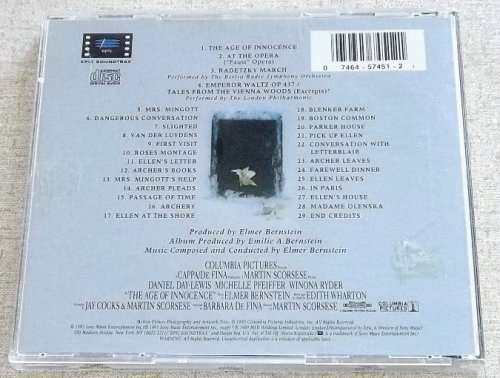 epic
EPIC SOUNDTRAX
COMPACT
disc
DIGITAL AUDIO
1. THE AGE OF INNOCENCE
2. AT THE OPERA
("Faust" Opera)
3. RADETZKY MARCH
Performed by The Berlin Radio Symphony Orchestra
4. EMPEROR WALTZ OP 437 /
TALES FROM THE VIENNA WOODS (Excerpts)
Performed by The London Philharmonic
0 7464-57451-2
5. MRS. MINGOTT
6. DANGEROUS CONVERSATION
7. SLIGHTED
8. VAN DER LUYDENS
9. FIRST VISIT
10. ROSES MONTAGE
11. ELLEN'S LETTER
12. ARCHER'S BOOKS
13. MRS. MINGOTT'S HELP
14. ARCHER PLEADS
15. PASSAGE OF TIME
16. ARCHERY
17. ELLEN AT THE SHORE
18. BLENKER FARM
19. BOSTON COMMON
20. PARKER HOUSE
21. PICK UP ELLEN
22. CONVERSATION WITH
LETTERBLAIR
23. ARCHER LEAVES
24. FAREWELL DINNER
25. ELLEN LEAVES
26. IN PARIS
27. ELLEN'S HOUSE
28. MADAME OLENSKA
29. END CREDITS
Produced by Elmer Bernstein
Album Produced by Emilie A Bernstein
Music Composed and Conducted by Elmer Bernstein
COLUMBIA PICTURES
CAPPA/DE FINA MARTIN SCORSESE
DANIEL DAY-LEWIS MICHELLE PFEIFFER WINONA RYDER
"THE AGE OF INNOCENCE" ELMER BERNSTEIN EDITH WHARTON
JAY COCKS & MARTIN SCORSESE BARBARA DE FINA MARTIN SCORSESE
COLUMBIA PICTURES